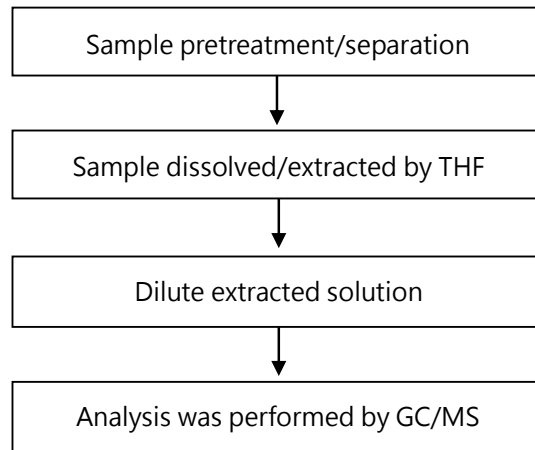 Sample pretreatment/separation
Sample dissolved/extracted by THF
Dilute extracted solution
Analysis was performed by GC/MS